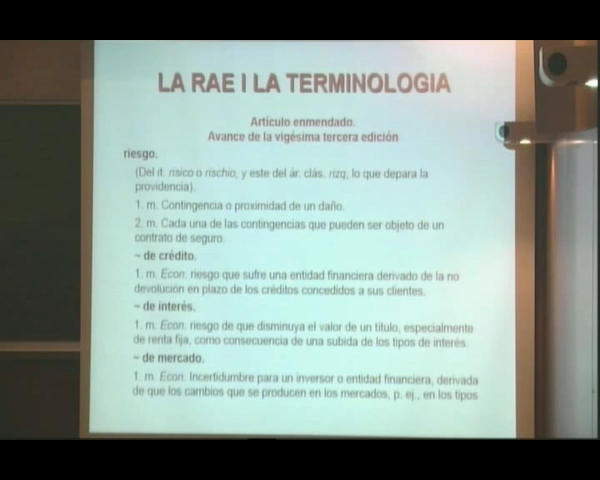 LA RAE I LA TERMINOLOGIA
Artículo enmendado.
Avance de la vigésima tercera edición
riesgo.
(Del it. risico o rischio, y este del ár. clás. rizq, lo que depara la
providencia).
1. m. Contingencia o proximidad de un daño.
2. m. Cada una de las contingencias que pueden ser objeto de un
contrato de seguro.
~ de crédito.
1. m. Econ. riesgo que sufre una entidad financiera derivado de la no
devolución en plazo de los créditos concedidos a sus clientes.
~ de interés.
1. m. Econ. riesgo de que disminuya el valor de un título, especialmente
de renta fija, como consecuencia de una subida de los tipos de interés.
~ de mercado.
1. m. Econ. Incertidumbre para un inversor o entidad financiera, derivada
de que los cambios que se producen en los mercados, p. ej., en los tipos